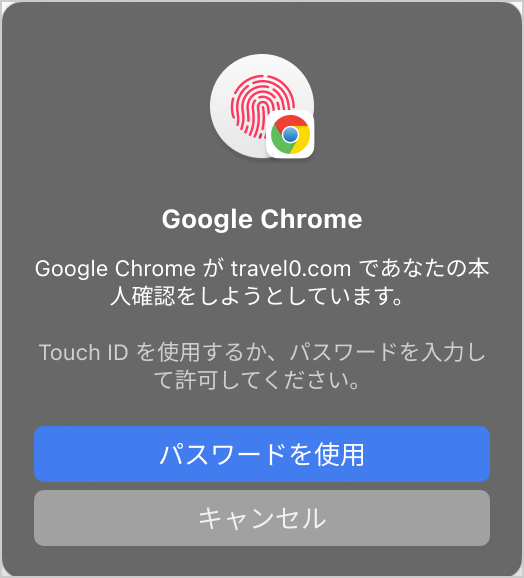 Google Chrome
Google Chrome が travel0.com であなたの本
人確認をしようとしています。
Touch ID を使用するか、パスワードを入力し
て許可してください。
パスワードを使用
キャンセル